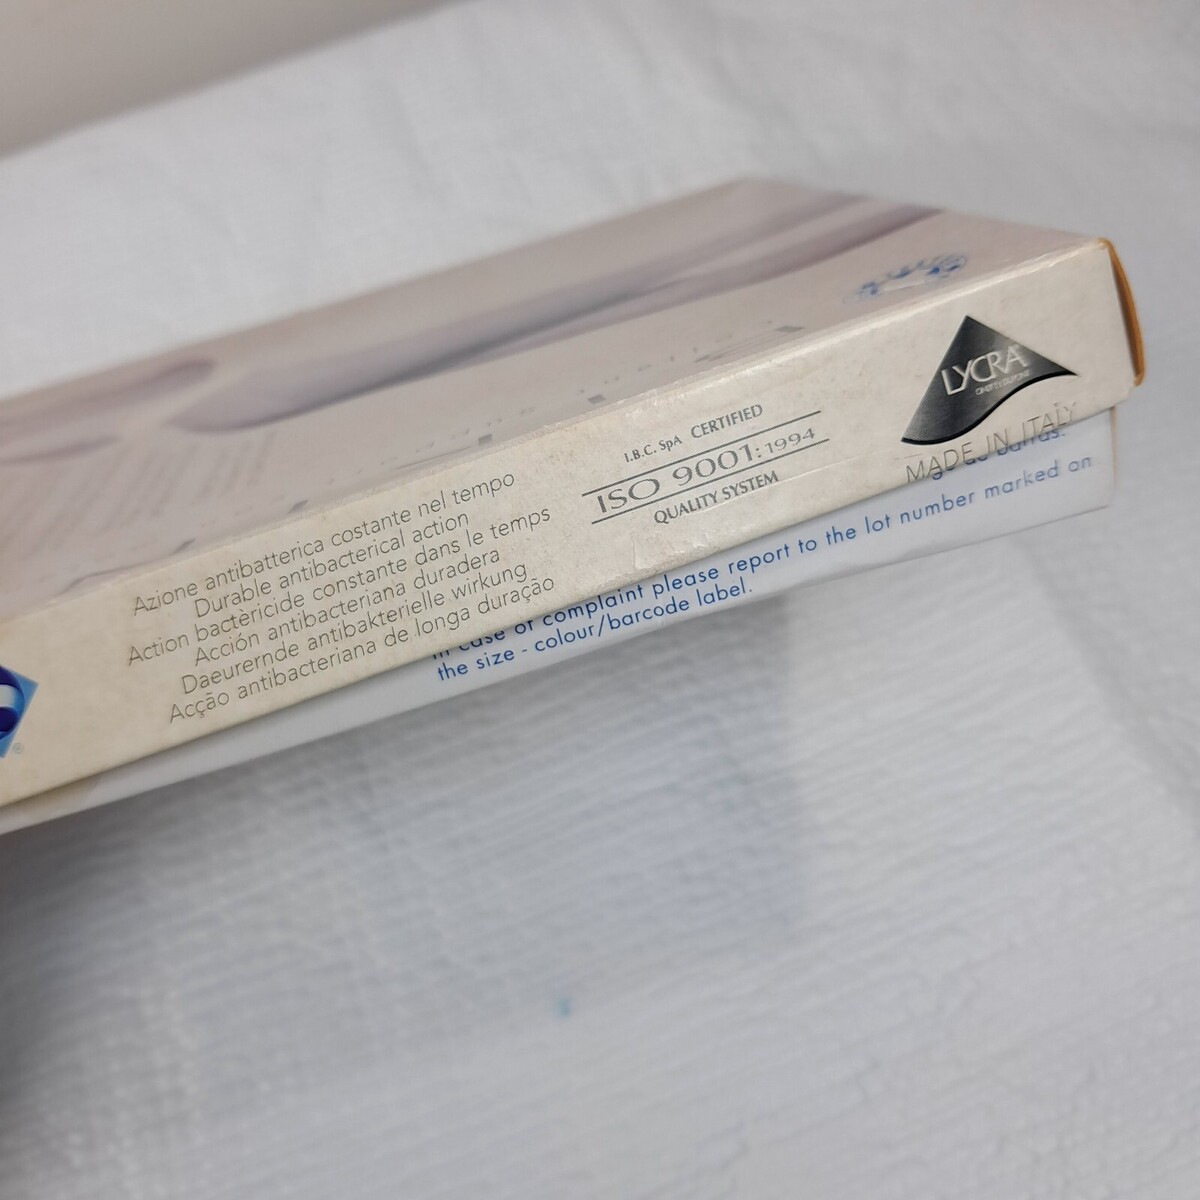 Azione antibatterica costante nel tempo
Durable antibacterical action
Action bactèricide constante dans le temps
Acción antibacteriana duradera
Daeurernde antibakterielle wirkung
Acção antibacteriana de longa duração
I.B.C. SpA CERTIFIED
ISO 9001:1994
QUALITY SYSTEM
LYCRA
MADE IN ITALY
In case of complaint please report to the lot number marked on
the size - colour/barcode label.